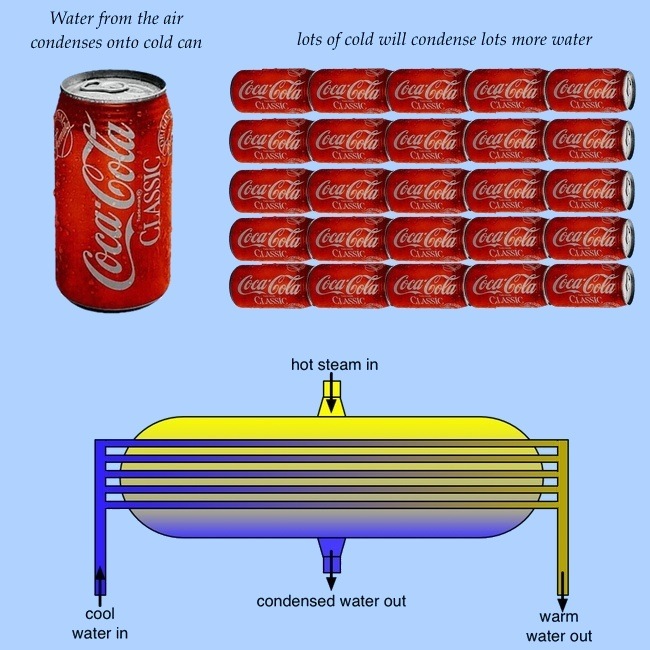 Water from the air
condenses onto cold can
lots of cold will condense lots more water
Coca-Cola
CLASSIC
Coca-Cola Coca-Cola Coca-Cola Coca-Cola Coca-Cola
CLASSIC CLASSIC CLASSIC CLASSIC CLASSIC
Coca-Cola Coca-Cola Coca-Cola Coca-Cola Coca-Cola
CLASSIC CLASSIC CLASSIC CLASSIC CLASSIC
Coca-Cola Coca-Cola Coca-Cola Coca-Cola Coca-Cola
CLASSIC CLASSIC CLASSIC CLASSIC CLASSIC
Coca-Cola Coca-Cola Coca-Cola Coca-Cola Coca-Cola
CLASSIC CLASSIC CLASSIC CLASSIC CLASSIC
Coca-Cola Coca-Cola Coca-Cola Coca-Cola Coca-Cola
CLASSIC CLASSIC CLASSIC CLASSIC CLASSIC
hot steam in
condensed water out
cool
water in
warm
water out